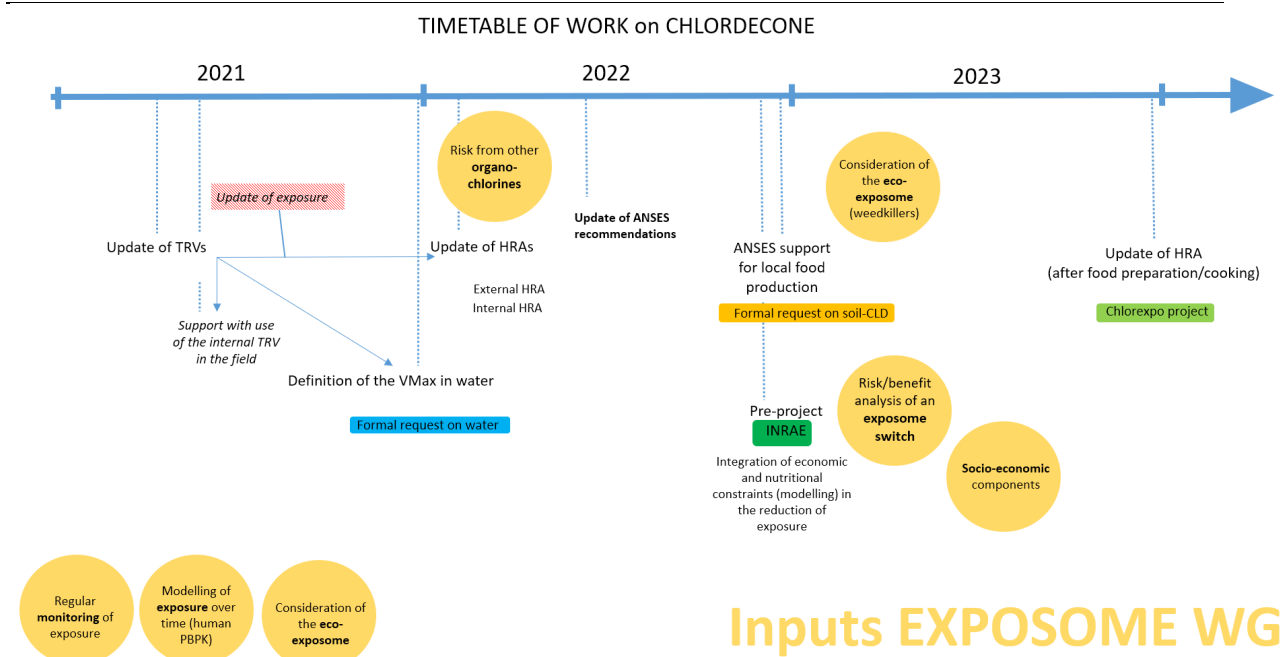 TIMETABLE OF WORK on CHLORDECONE
2021
2022
2023
Risk from other
organo-
chlorines
Consideration of
the eco-
exposome
(weedkillers)
Update of exposure
Update of ANSES
recommendations
Update of TRVs
Update of HRAs
ANSES support
for local food
production
Update of HRA
(after food preparation/cooking)
External HRA
Internal HRA
Formal request on soil-CLD
Chlorexpo project
Support with use
of the internal TRV
in the field
Definition of the VMax in water
Formal request on water
Risk/benefit
analysis of an
exposome
switch
Pre-project
INRAE
Integration of economic
and nutritional
constraints (modelling) in
the reduction of
exposure
Socio-economic
components
Regular
monitoring of
exposure
Modelling of
exposure over
time (human
PBPK)
Consideration of
the eco-
exposome
Inputs EXPOSOME WG